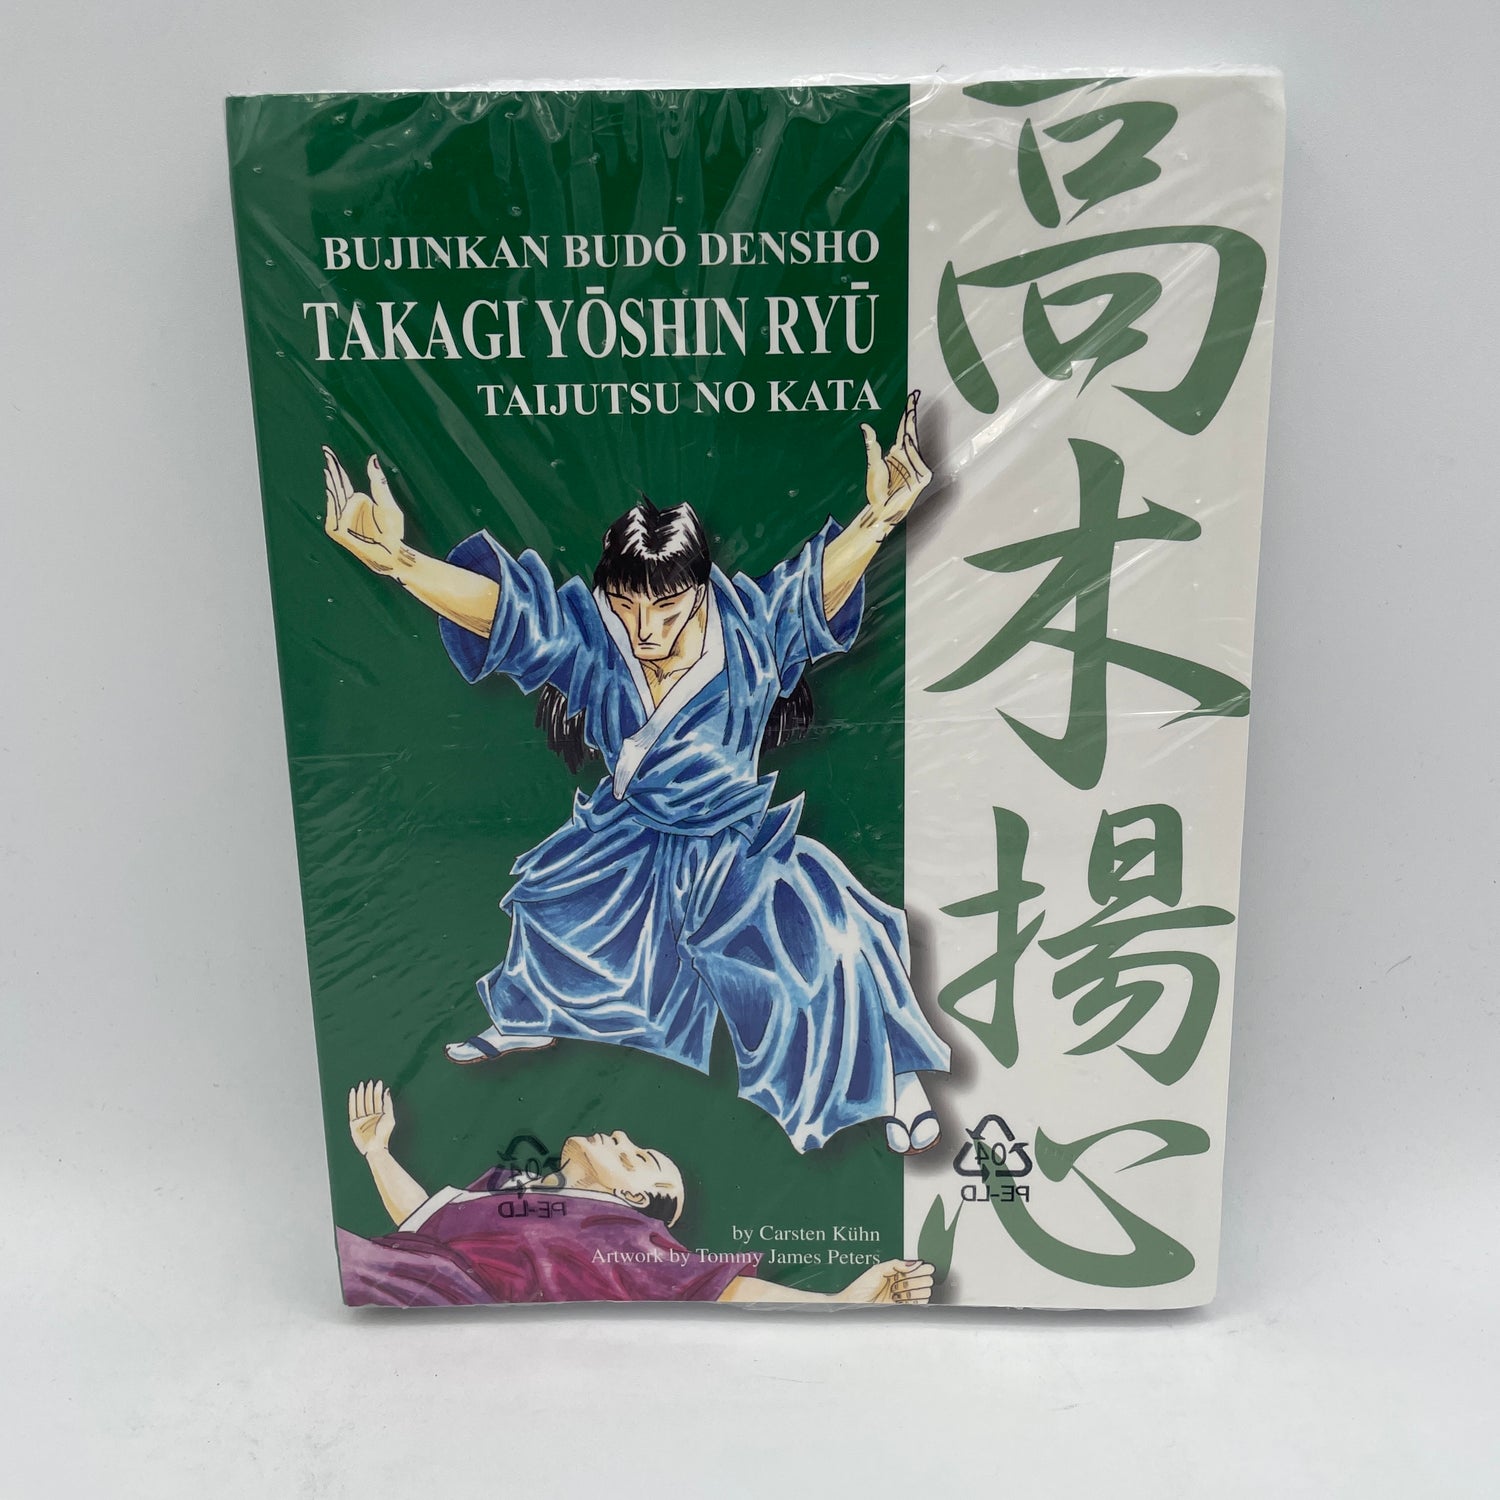 BUJINKAN BUDŌ DENSHO
TAKAGI YŌSHIN RYŪ
TAIJUTSU NO KATA
高
木
揚
心
by Carsten Kühn
Artwork by Tommy James Peters
04
PE-LD
04
PE-LD